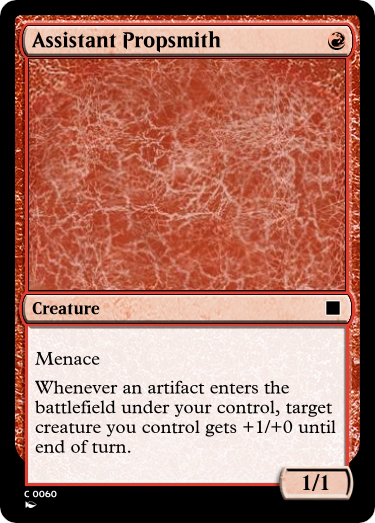 Assistant Propsmith
Creature
Menace
Whenever an artifact enters the
battlefield under your control, target
creature you control gets +1/+0 until
end of turn.
1/1
C 0060